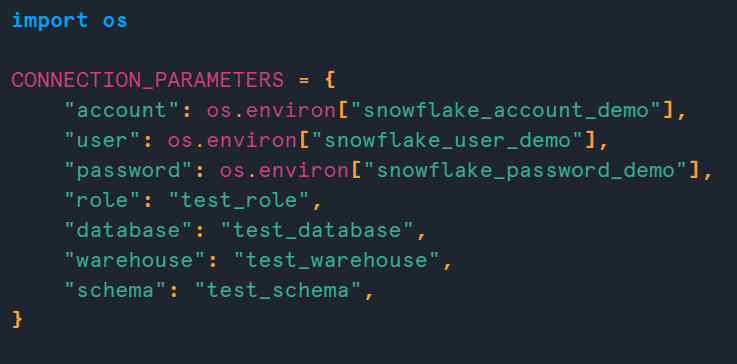 import os
CONNECTION_PARAMETERS = {
    "account": os.environ["snowflake_account_demo"],
    "user": os.environ["snowflake_user_demo"],
    "password": os.environ["snowflake_password_demo"],
    "role": "test_role",
    "database": "test_database",
    "warehouse": "test_warehouse",
    "schema": "test_schema",
}